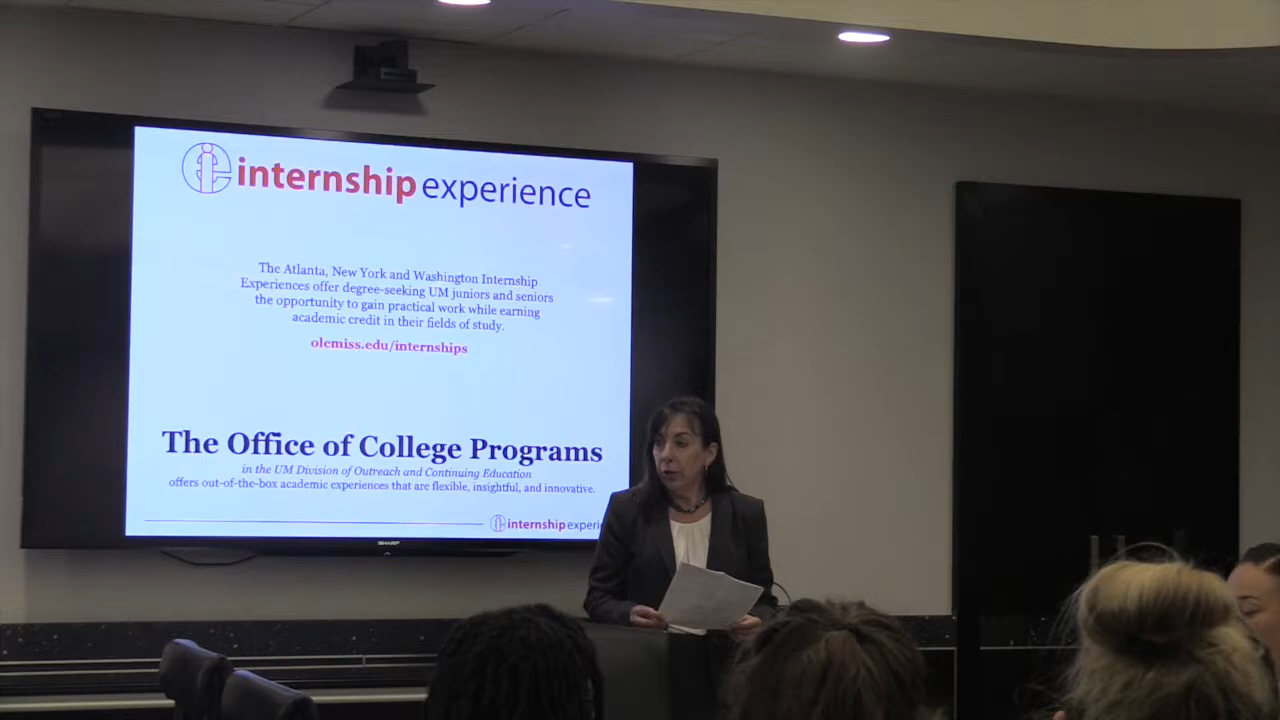 internship experience
The Atlanta, New York and Washington Internship
Experiences offer degree-seeking UM juniors and seniors
the opportunity to gain practical work while earning
academic credit in their fields of study.
olemiss.edu/internships
The Office of College Programs
in the UM Division of Outreach and Continuing Education
offers out-of-the-box academic experiences that are flexible, insightful, and innovative.
internship experi
SHARP